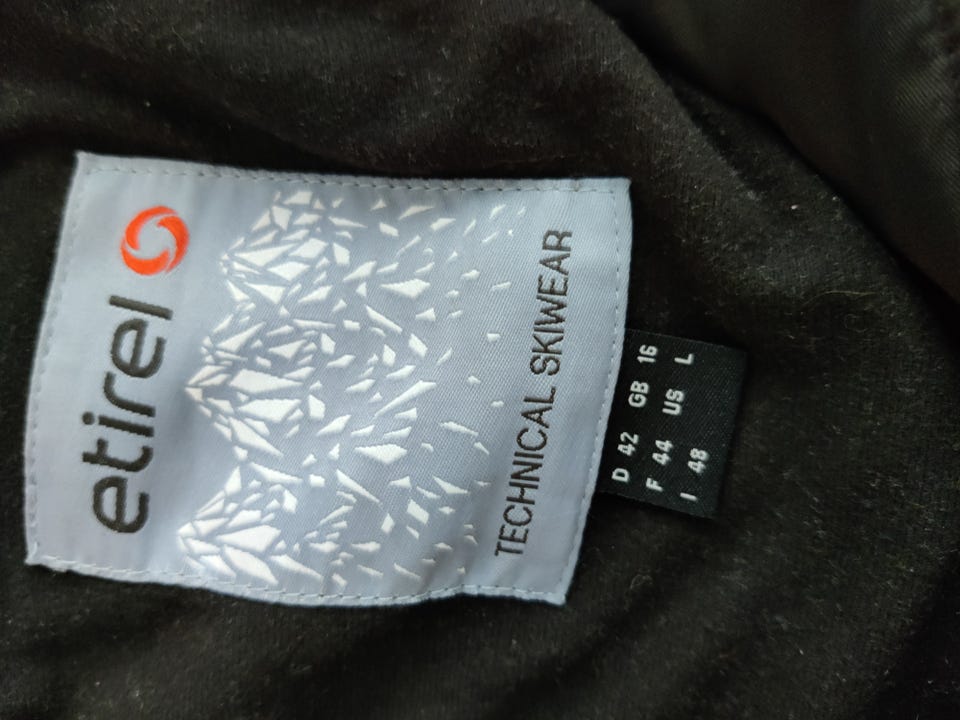 etirel
TECHNICAL SKIWEAR
D 42 GB 16
F 44 US L
I 48